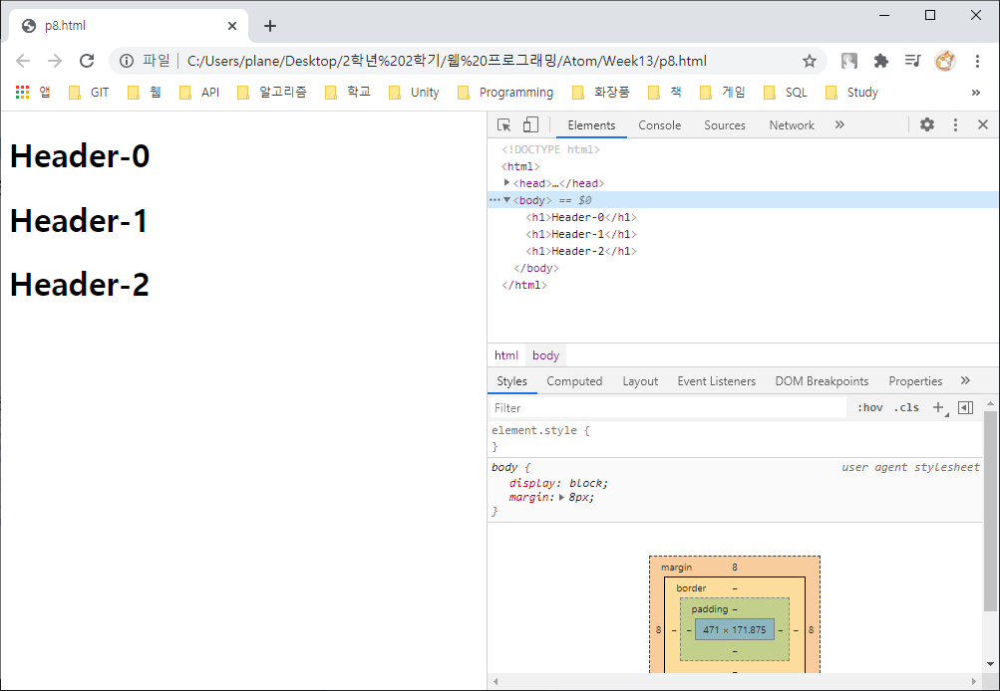 p8.html
파일 C:/Users/plane/Desktop/2학년%202학기/웹%20프로그래밍/Atom/Week13/p8.html
앱 GIT 웹 API 알고리즘 학교 Unity Programming 화장품 책 게임 SQL Study »
Header-0
Header-1
Header-2
Elements Console Sources Network »
<!DOCTYPE html>
<html>
<head>…</head>
<body> == $0
<h1>Header-0</h1>
<h1>Header-1</h1>
<h1>Header-2</h1>
</body>
</html>
html body
Styles Computed Layout Event Listeners DOM Breakpoints Properties »
Filter :hov .cls +
element.style {
}
body { user agent stylesheet
display: block;
margin: 8px;
}
margin 8
border –
padding –
8 – – 471 × 171.875 – – 8
–
–